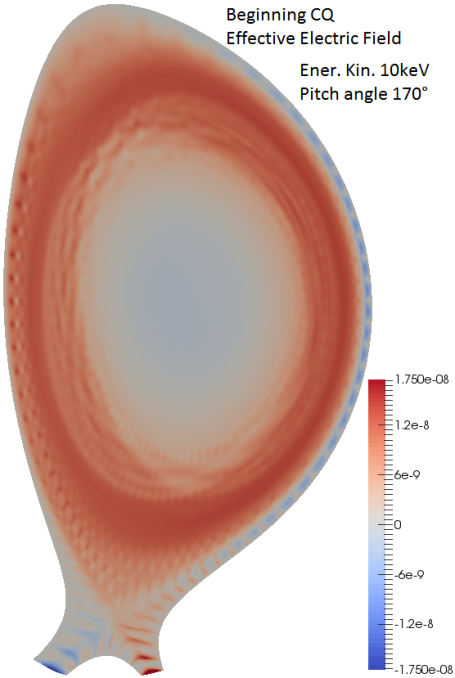 Beginning CQ
Effective Electric Field
Ener. Kin. 10keV
Pitch angle 170°
1.750e-08
1.2e-8
6e-9
0
-6e-9
-1.2e-8
-1.750e-08